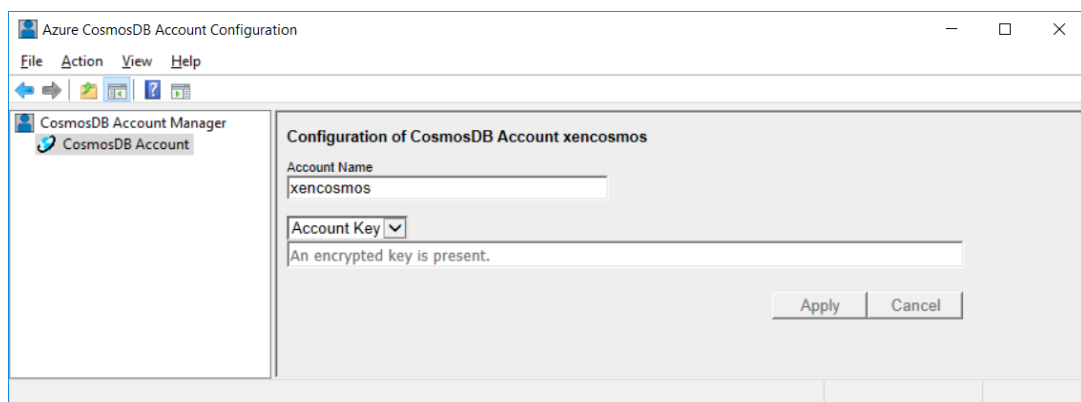 Azure CosmosDB Account Configuration
File Action View Help
CosmosDB Account Manager
CosmosDB Account
Configuration of CosmosDB Account xencosmos
Account Name
xencosmos
Account Key
An encrypted key is present.
Apply Cancel